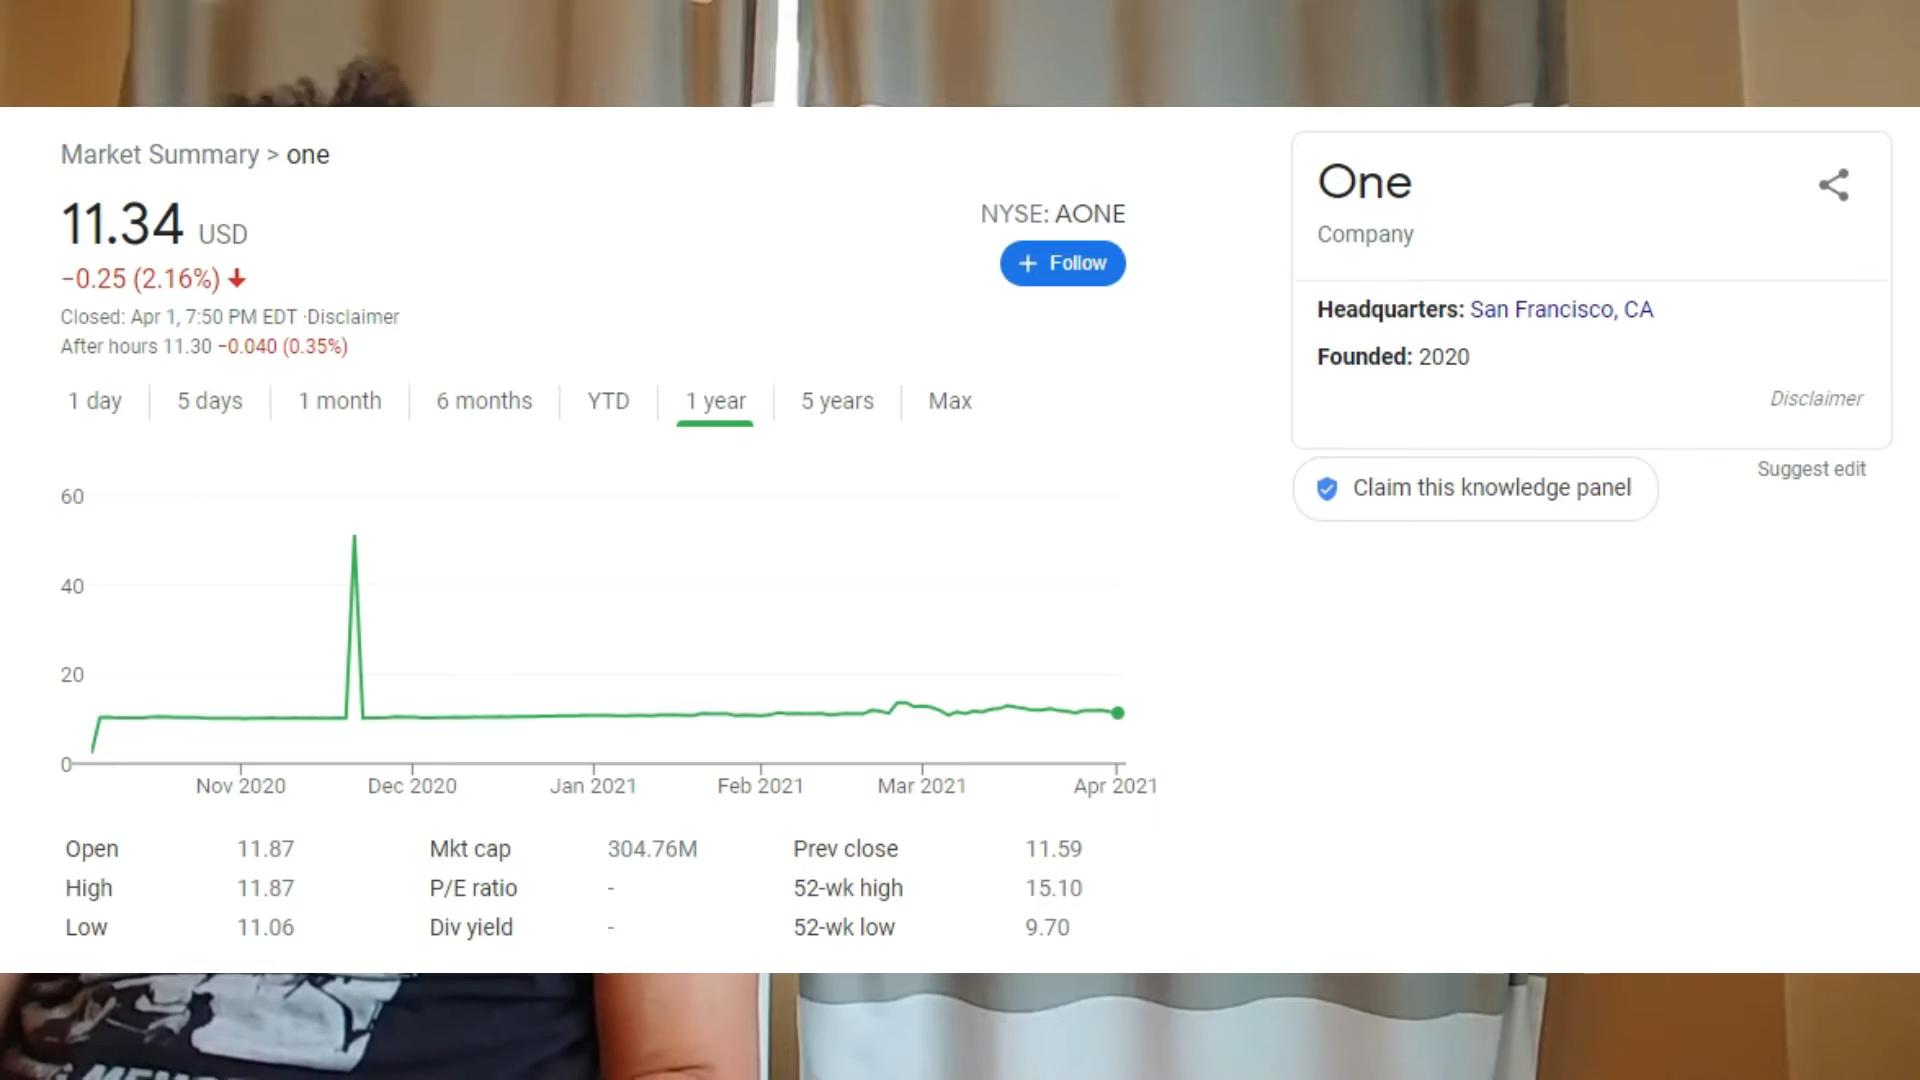 Market Summary > one
11.34 USD
−0.25 (2.16%)
Closed: Apr 1, 7:50 PM EDT ·Disclaimer
After hours 11.30 −0.040 (0.35%)
NYSE: AONE
+ Follow
1 day 5 days 1 month 6 months YTD 1 year 5 years Max
60
40
20
0
Nov 2020 Dec 2020 Jan 2021 Feb 2021 Mar 2021 Apr 2021
Open 11.87 Mkt cap 304.76M Prev close 11.59
High 11.87 P/E ratio - 52-wk high 15.10
Low 11.06 Div yield - 52-wk low 9.70
One
Company
Headquarters: San Francisco, CA
Founded: 2020
Disclaimer
Claim this knowledge panel
Suggest edit